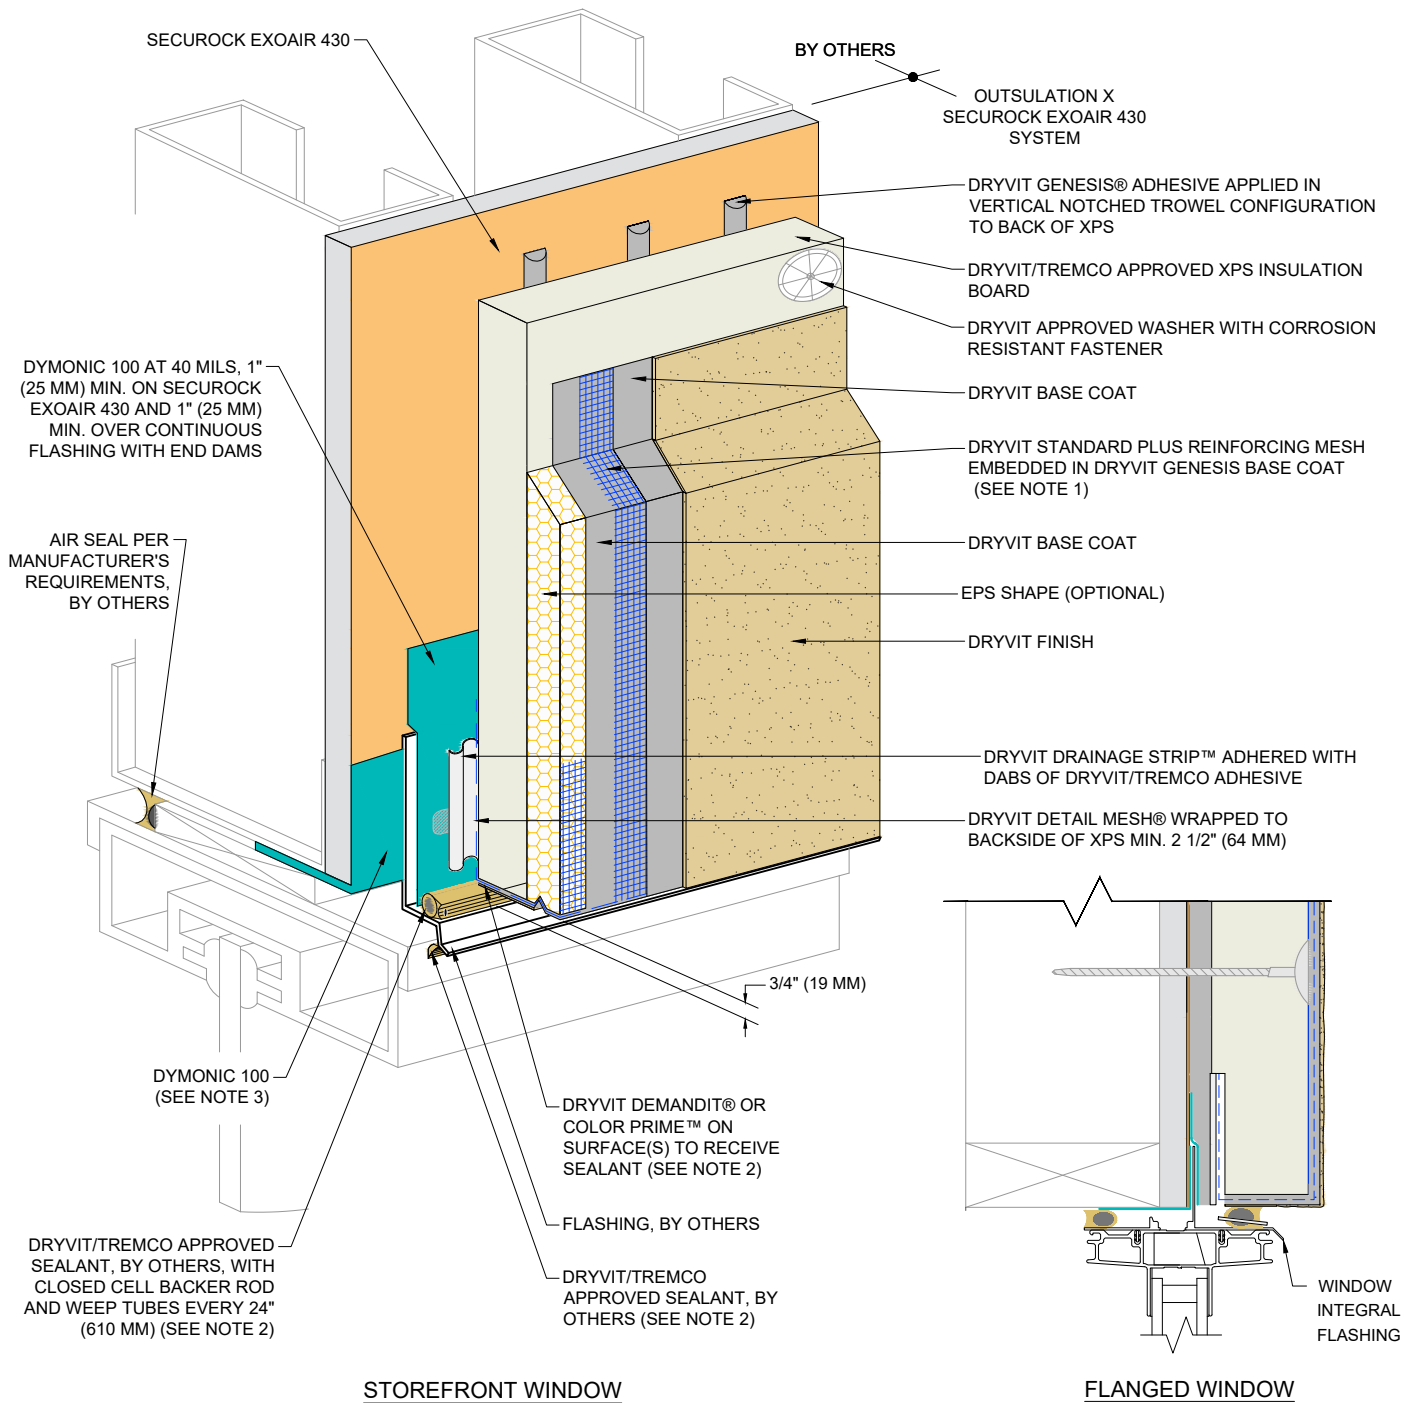 SECUROCK EXOAIR 430
BY OTHERS
OUTSULATION X
SECUROCK EXOAIR 430
SYSTEM
DRYVIT GENESIS® ADHESIVE APPLIED IN
VERTICAL NOTCHED TROWEL CONFIGURATION
TO BACK OF XPS
DRYVIT/TREMCO APPROVED XPS INSULATION
BOARD
DRYVIT APPROVED WASHER WITH CORROSION
RESISTANT FASTENER
DRYVIT BASE COAT
DRYVIT STANDARD PLUS REINFORCING MESH
EMBEDDED IN DRYVIT GENESIS BASE COAT
(SEE NOTE 1)
DRYVIT BASE COAT
EPS SHAPE (OPTIONAL)
DRYVIT FINISH
DRYVIT DRAINAGE STRIP™ ADHERED WITH
DABS OF DRYVIT/TREMCO ADHESIVE
DRYVIT DETAIL MESH® WRAPPED TO
BACKSIDE OF XPS MIN. 2 1/2" (64 MM)
DYMONIC 100 AT 40 MILS, 1"
(25 MM) MIN. ON SECUROCK
EXOAIR 430 AND 1" (25 MM)
MIN. OVER CONTINUOUS
FLASHING WITH END DAMS
AIR SEAL PER
MANUFACTURER'S
REQUIREMENTS,
BY OTHERS
3/4" (19 MM)
DYMONIC 100
(SEE NOTE 3)
DRYVIT DEMANDIT® OR
COLOR PRIME™ ON
SURFACE(S) TO RECEIVE
SEALANT (SEE NOTE 2)
FLASHING, BY OTHERS
DRYVIT/TREMCO APPROVED
SEALANT, BY OTHERS, WITH
CLOSED CELL BACKER ROD
AND WEEP TUBES EVERY 24"
(610 MM) (SEE NOTE 2)
DRYVIT/TREMCO
APPROVED SEALANT, BY
OTHERS (SEE NOTE 2)
WINDOW
INTEGRAL
FLASHING
STOREFRONT WINDOW
FLANGED WINDOW